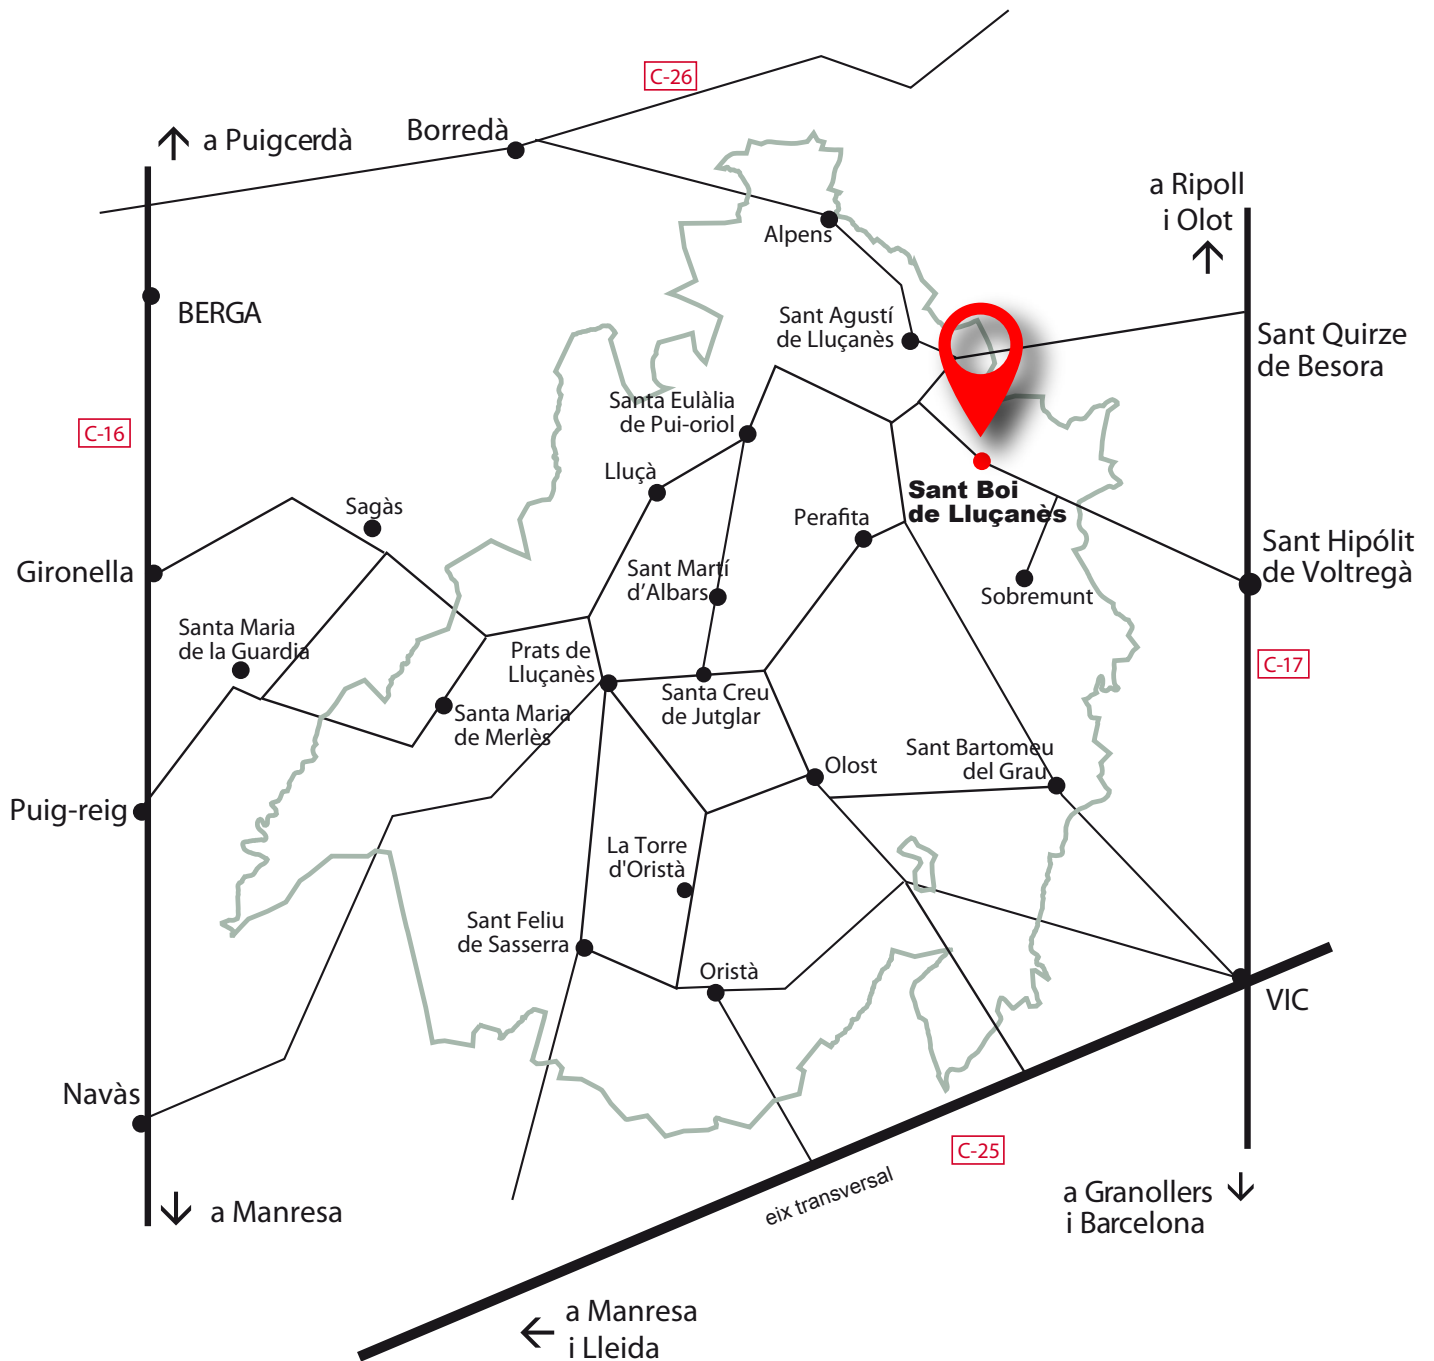 C-26
Borredà
a Puigcerdà
a Ripoll
i Olot
Alpens
BERGA
Sant Agustí
de Lluçanès
Sant Quirze
de Besora
C-16
Santa Eulàlia
de Pui-oriol
Lluçà
Sant Boi
de Lluçanès
Sagàs
Perafita
Gironella
Sant Hipólit
de Voltregà
Sant Martí
d'Albars
Sobremunt
Santa Maria
de la Guardia
Prats de
Lluçanès
C-17
Santa Creu
de Jutglar
Santa Maria
de Merlès
Olost
Sant Bartomeu
del Grau
Puig-reig
La Torre
d'Oristà
Sant Feliu
de Sasserra
Oristà
VIC
Navàs
C-25
eix transversal
a Manresa
a Granollers
i Barcelona
a Manresa
i Lleida